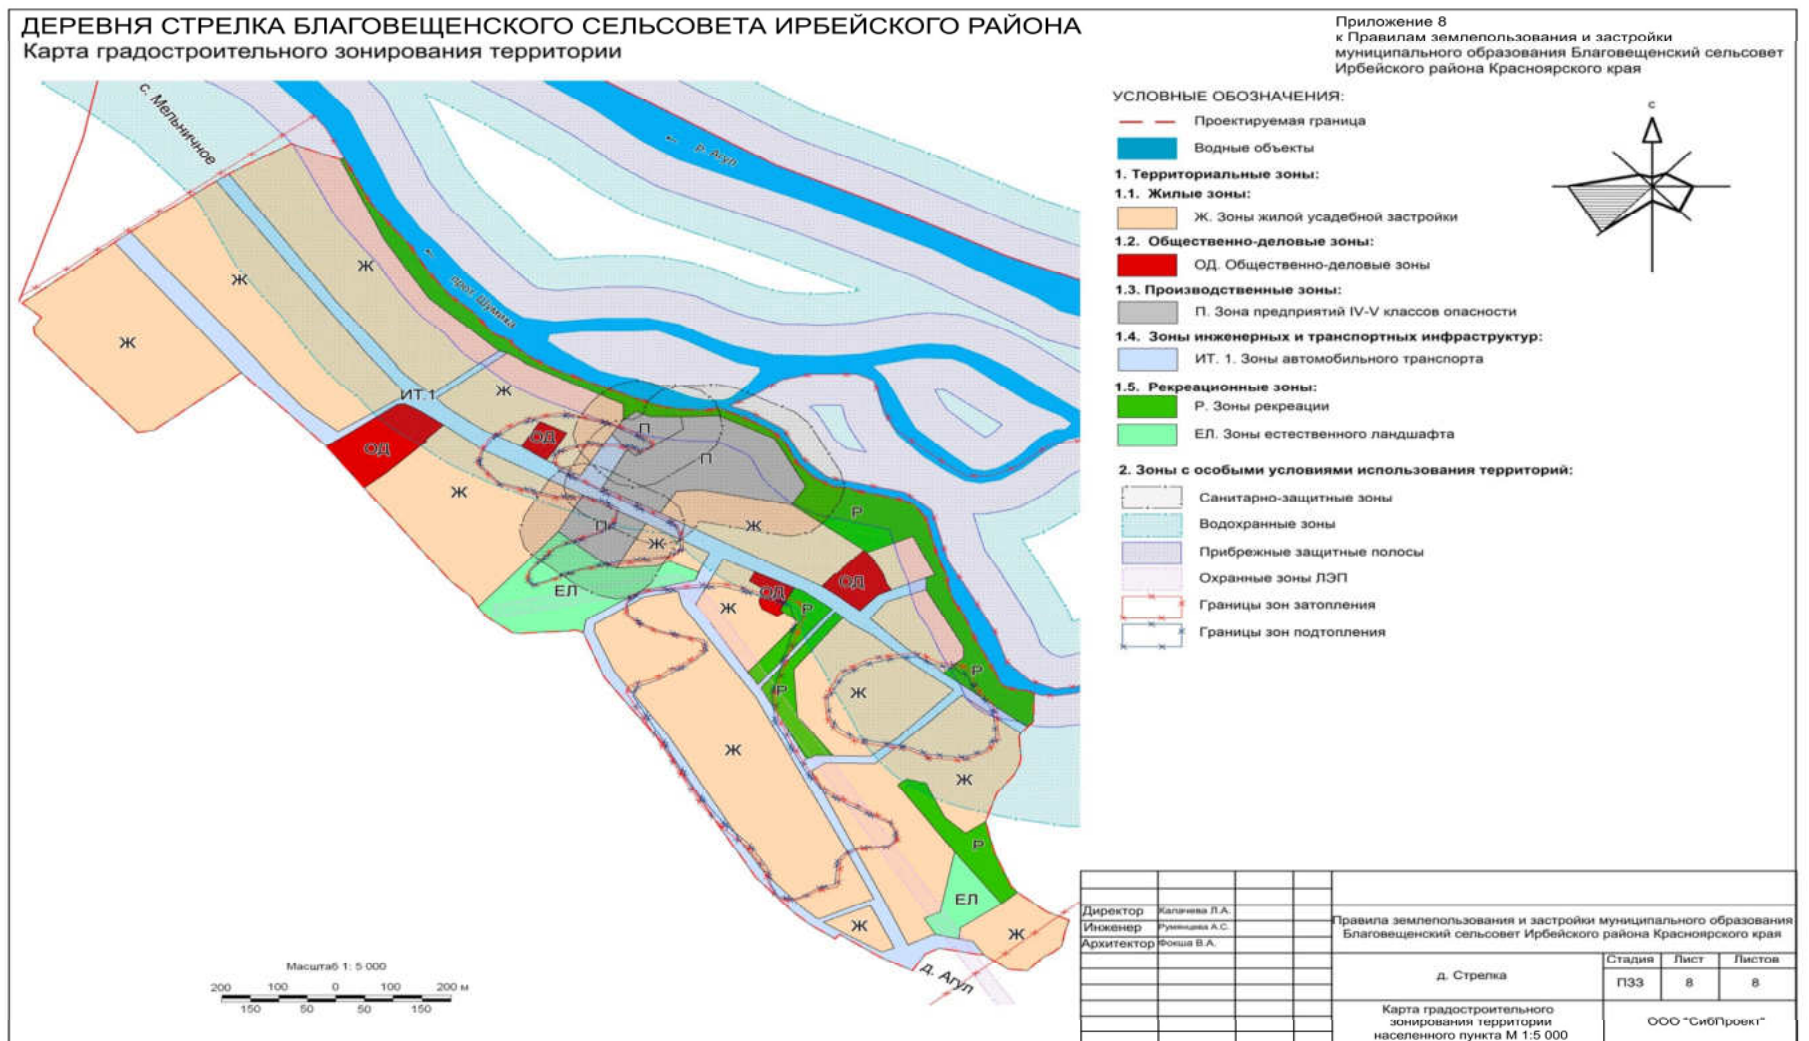 ДЕРЕВНЯ СТРЕЛКА БЛАГОВЕЩЕНСКОГО СЕЛЬСОВЕТА ИРБЕЙСКОГО РАЙОНА
Карта градостроительного зонирования территории
Приложение 8
к Правилам землепользования и застройки
муниципального образования Благовещенский сельсовет
Ирбейского района Красноярского края
УСЛОВНЫЕ ОБОЗНАЧЕНИЯ:
Проектируемая граница
Водные объекты
1. Территориальные зоны:
1.1. Жилые зоны:
Ж. Зоны жилой усадебной застройки
1.2. Общественно-деловые зоны:
ОД. Общественно-деловые зоны
1.3. Производственные зоны:
П. Зона предприятий IV-V классов опасности
1.4. Зоны инженерных и транспортных инфраструктур:
ИТ. 1. Зоны автомобильного транспорта
1.5. Рекреационные зоны:
Р. Зоны рекреации
ЕЛ. Зоны естественного ландшафта
2. Зоны с особыми условиями использования территорий:
Санитарно-защитные зоны
Водохранные зоны
Прибрежные защитные полосы
Охранные зоны ЛЭП
Границы зон затопления
Границы зон подтопления
с
с. Мельничное
р. Агул
прот. Шумиха
Ж
Ж
Ж
ИТ.1
Ж
ОД
ОД
П
П
Ж
П
Ж
Ж
Р
ЕЛ
ОД
ОД
Ж
Р
Р
Р
Ж
Ж
Ж
Р
ЕЛ
Ж
Ж
д. Агул
Масштаб 1: 5 000
200 100 0 100 200 м
150 50 50 150
Директор Калачева Л.А.
Инженер Румянцева А.С.
Архитектор Фокша В.А.
Правила землепользования и застройки муниципального образования
Благовещенский сельсовет Ирбейского района Красноярского края
д. Стрелка
Стадия Лист Листов
ПЗЗ 8 8
Карта градостроительного
зонирования территории
населенного пункта М 1:5 000
ООО "СибПроект"